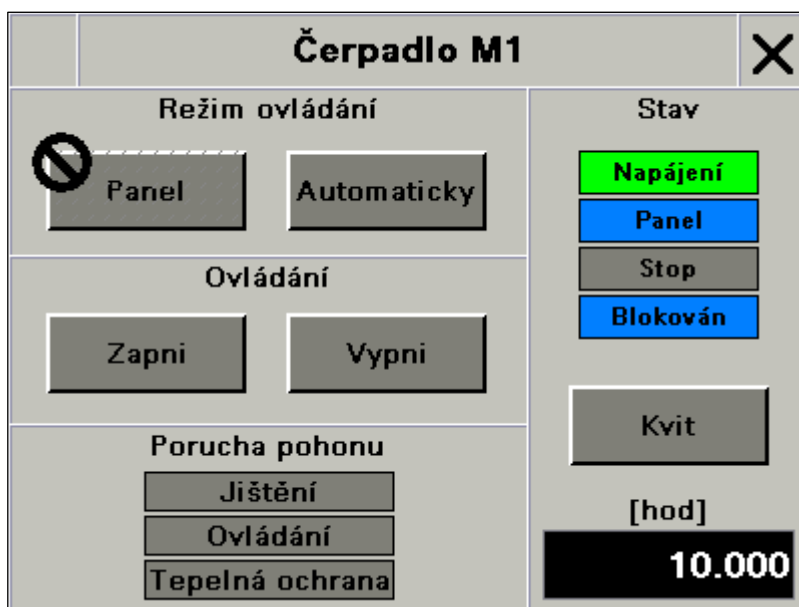 Čerpadlo M1
Režim ovládání
Panel
Automaticky
Ovládání
Zapni
Vypni
Porucha pohonu
Jištění
Ovládání
Tepelná ochrana
Stav
Napájení
Panel
Stop
Blokován
Kvit
[hod]
10.000